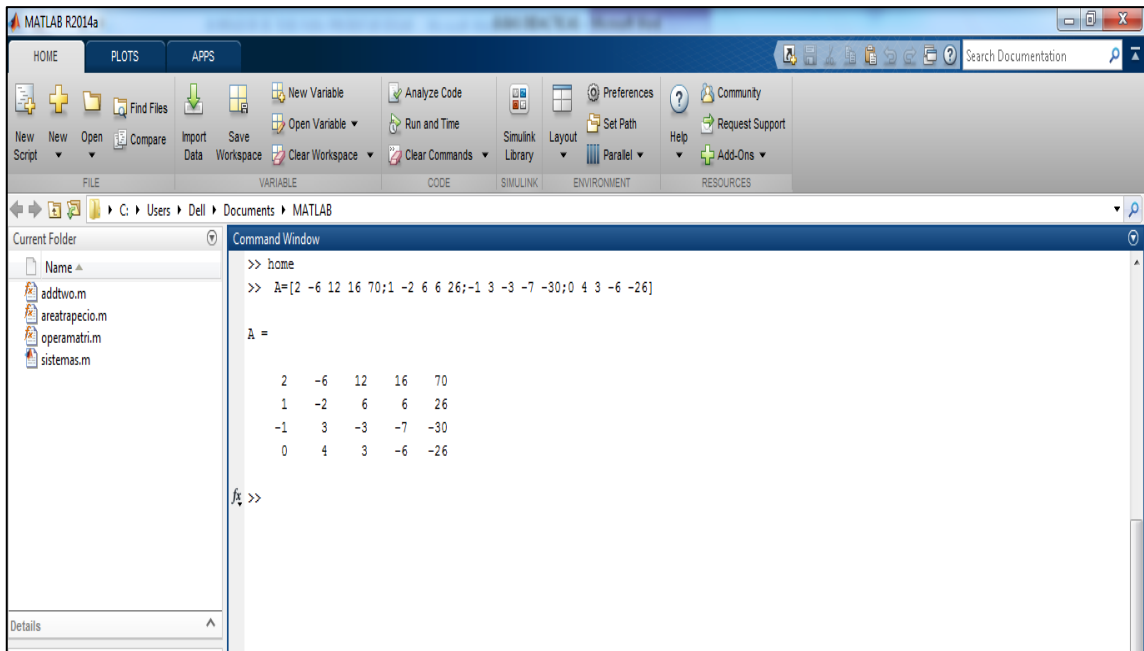 MATLAB R2014a
HOME PLOTS APPS
Search Documentation
New Script
New
Open
Find Files
Compare
Import Data
Save Workspace
New Variable
Open Variable
Clear Workspace
Analyze Code
Run and Time
Clear Commands
Simulink Library
Layout
Preferences
Set Path
Parallel
Help
Community
Request Support
Add-Ons
FILE VARIABLE CODE SIMULINK ENVIRONMENT RESOURCES
C: Users Dell Documents MATLAB
Current Folder
Name
addtwo.m
areatrapecio.m
operamatri.m
sistemas.m
Details
Command Window
>> home
>> A=[2 -6 12 16 70;1 -2 6 6 26;-1 3 -3 -7 -30;0 4 3 -6 -26]
A =
2 -6 12 16 70
1 -2 6 6 26
-1 3 -3 -7 -30
0 4 3 -6 -26
fx >>